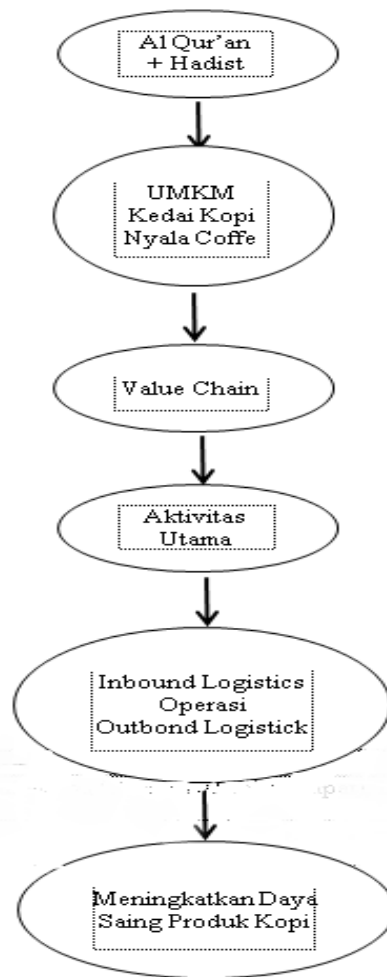 Al Qur’an
+ Hadist
UMKM
Kedai Kopi
Nyala Coffe
Value Chain
Aktivitas
Utama
Inbound Logistics
Operasi
Outbond Logistick
Meningkatkan Daya
Saing Produk Kopi